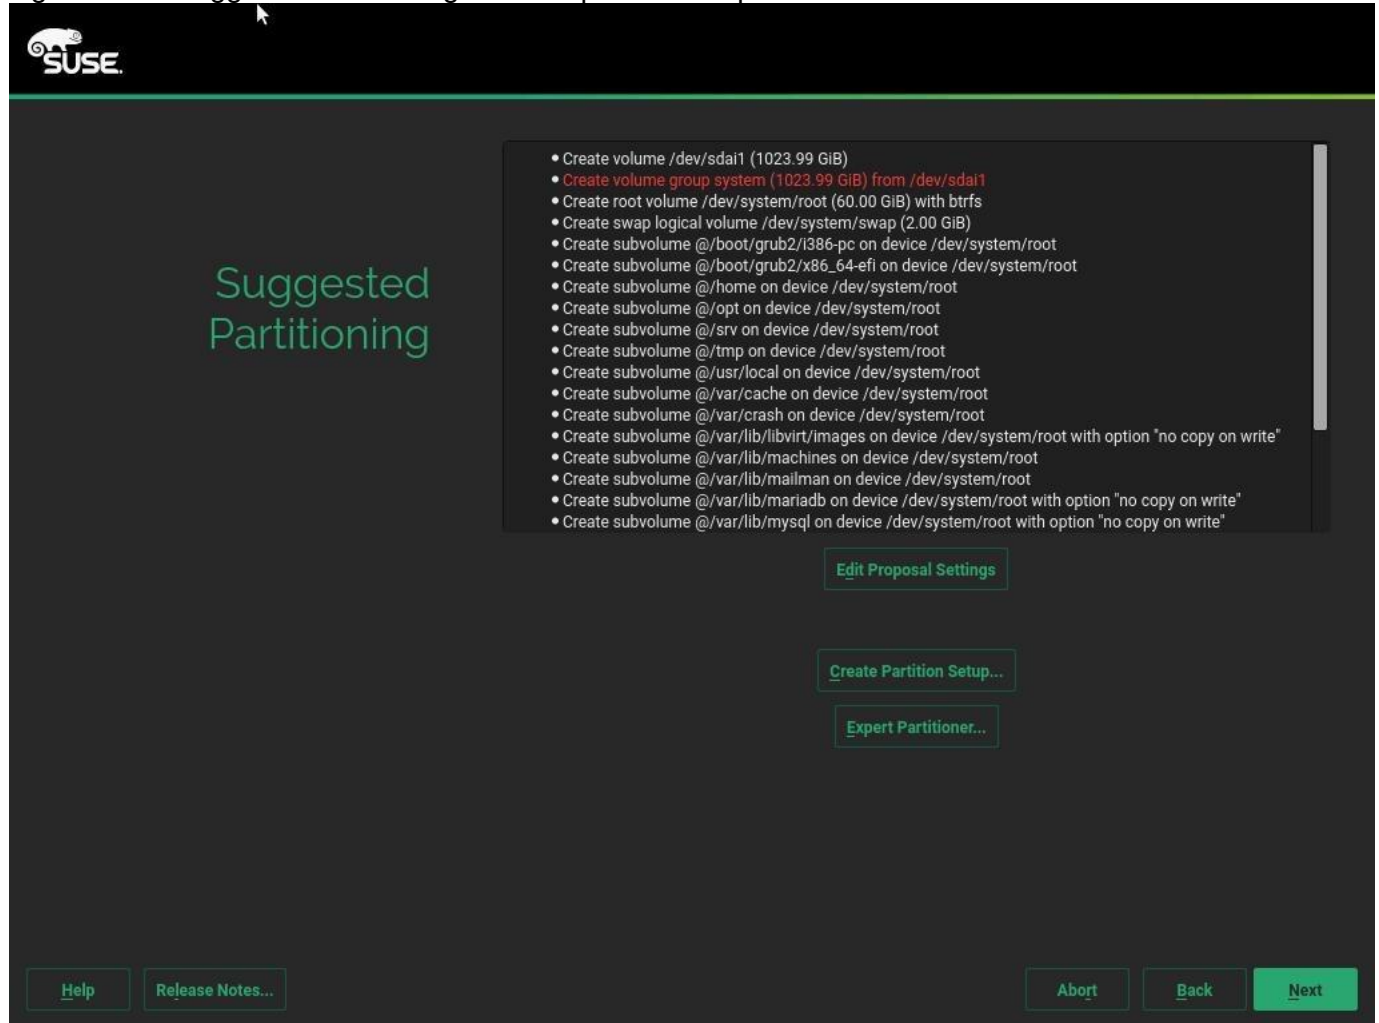 SUSE.
Suggested
Partitioning
• Create volume /dev/sdai1 (1023.99 GiB)
• Create volume group system (1023.99 GiB) from /dev/sdai1
• Create root volume /dev/system/root (60.00 GiB) with btrfs
• Create swap logical volume /dev/system/swap (2.00 GiB)
• Create subvolume @/boot/grub2/i386-pc on device /dev/system/root
• Create subvolume @/boot/grub2/x86_64-efi on device /dev/system/root
• Create subvolume @/home on device /dev/system/root
• Create subvolume @/opt on device /dev/system/root
• Create subvolume @/srv on device /dev/system/root
• Create subvolume @/tmp on device /dev/system/root
• Create subvolume @/usr/local on device /dev/system/root
• Create subvolume @/var/cache on device /dev/system/root
• Create subvolume @/var/crash on device /dev/system/root
• Create subvolume @/var/lib/libvirt/images on device /dev/system/root with option "no copy on write"
• Create subvolume @/var/lib/machines on device /dev/system/root
• Create subvolume @/var/lib/mailman on device /dev/system/root
• Create subvolume @/var/lib/mariadb on device /dev/system/root with option "no copy on write"
• Create subvolume @/var/lib/mysql on device /dev/system/root with option "no copy on write"
Edit Proposal Settings
Create Partition Setup...
Expert Partitioner...
Help
Release Notes...
Abort
Back
Next